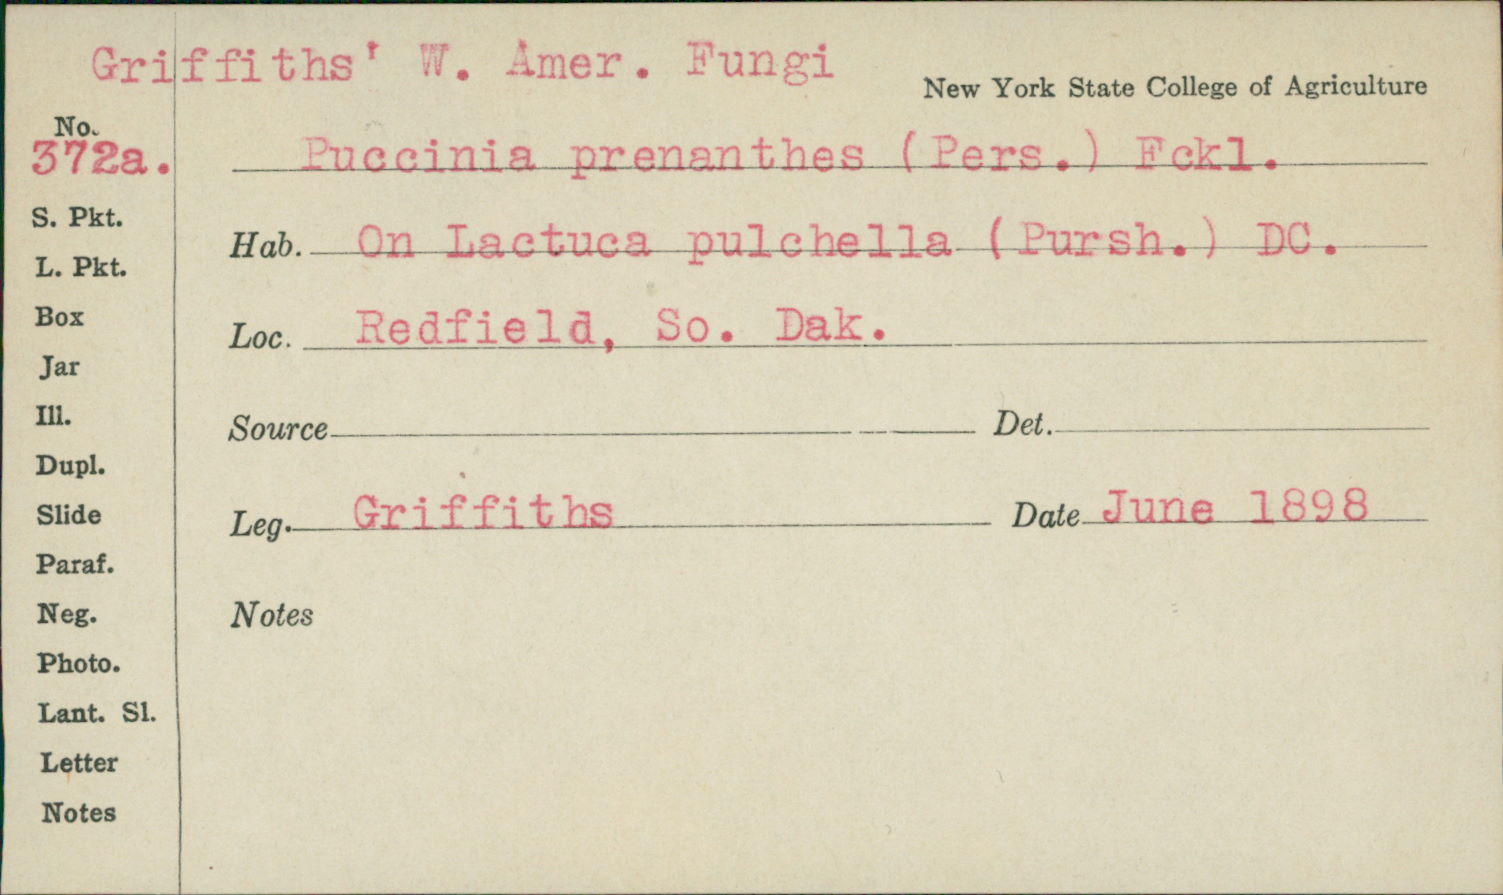 Griffiths' W. Amer. Fungi
New York State College of Agriculture
No.
372a.
Puccinia prenanthes (Pers.) Fckl.
S. Pkt.
Hab. On Lactuca pulchella (Pursh.) DC.
L. Pkt.
Box
Loc. Redfield, So. Dak.
Jar
Ill.
Source Det.
Dupl.
Slide
Leg. Griffiths Date June 1898
Paraf.
Neg.
Notes
Photo.
Lant. Sl.
Letter
Notes